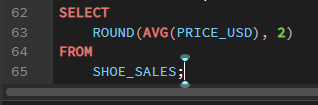 62 SELECT
63     ROUND(AVG(PRICE_USD), 2)
64 FROM
65     SHOE_SALES;